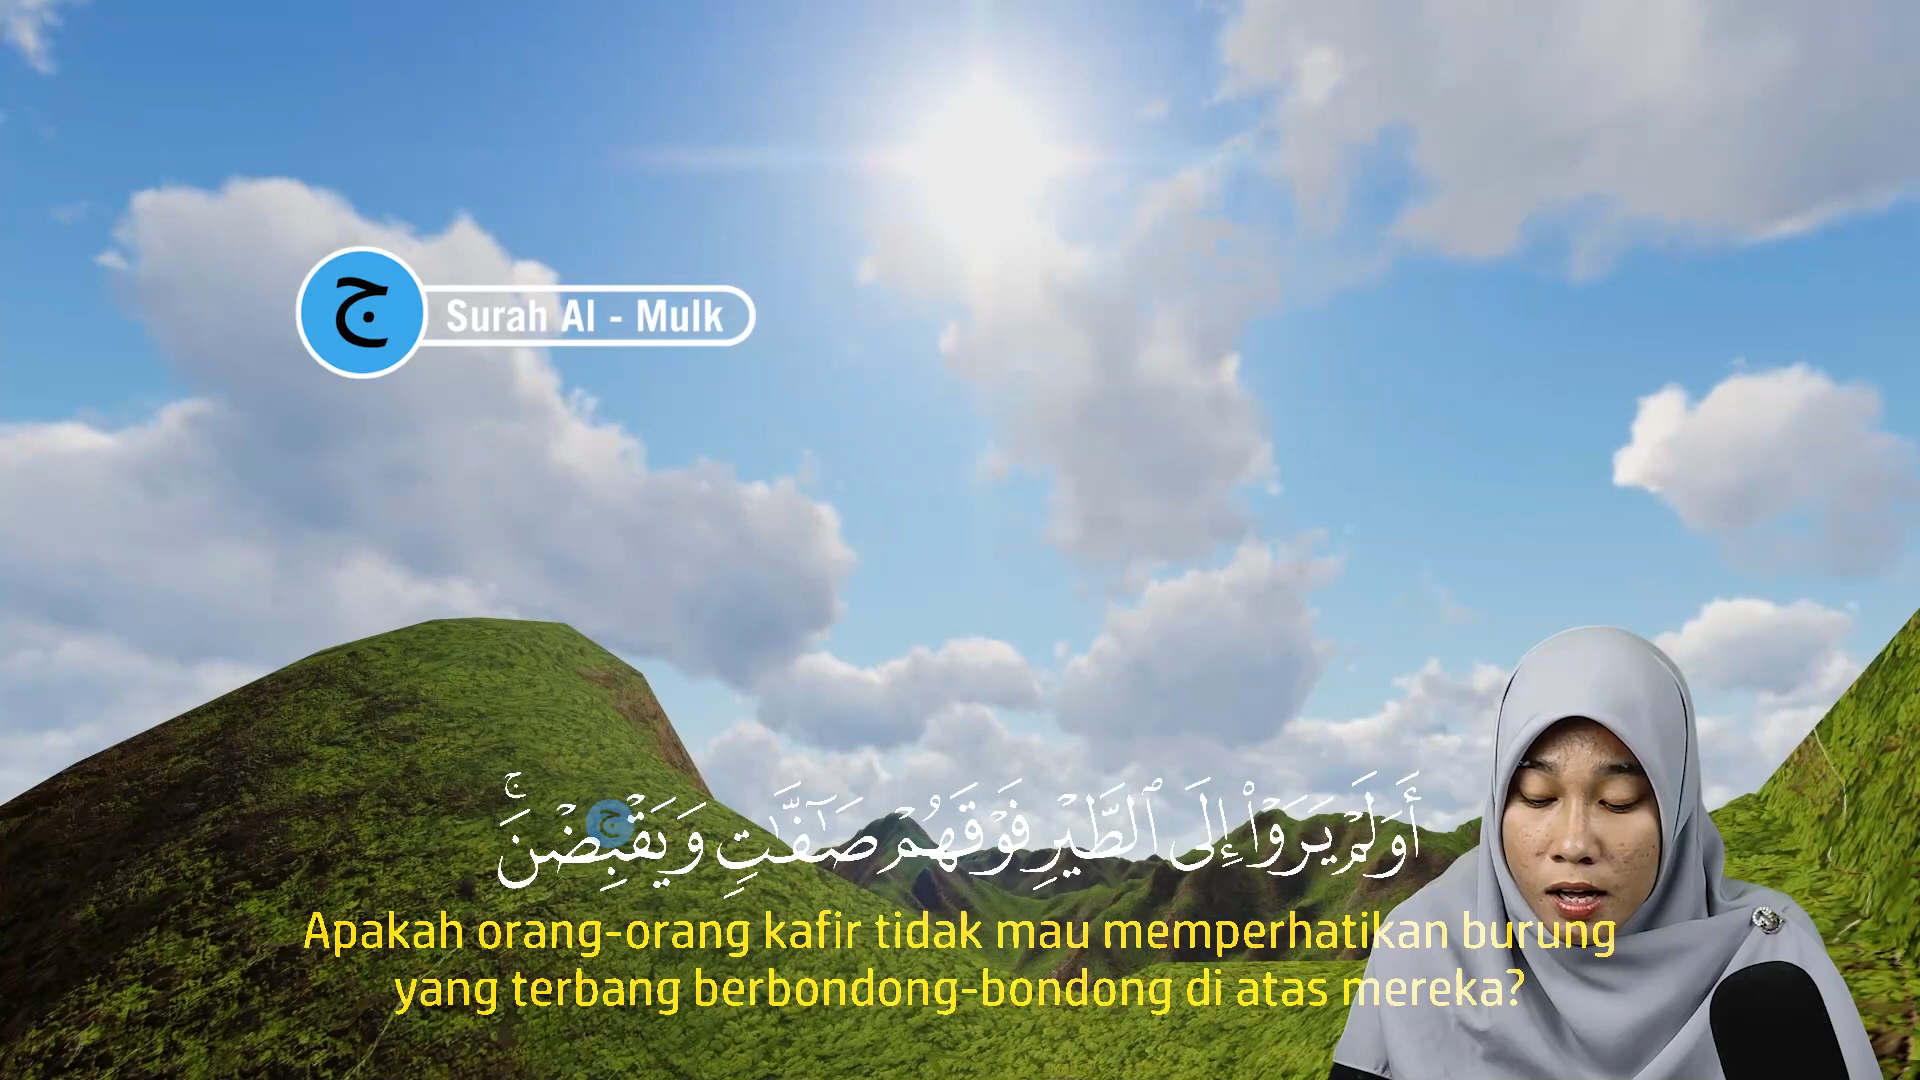 ج
Surah Al - Mulk
أَوَلَمْ يَرَوْا۟ إِلَى ٱلطَّيْرِ فَوْقَهُمْ صَـٰٓفَّـٰتٍ وَيَقْبِضْنَ ۚ
ج
Apakah orang-orang kafir tidak mau memperhatikan burung
yang terbang berbondong-bondong di atas mereka?